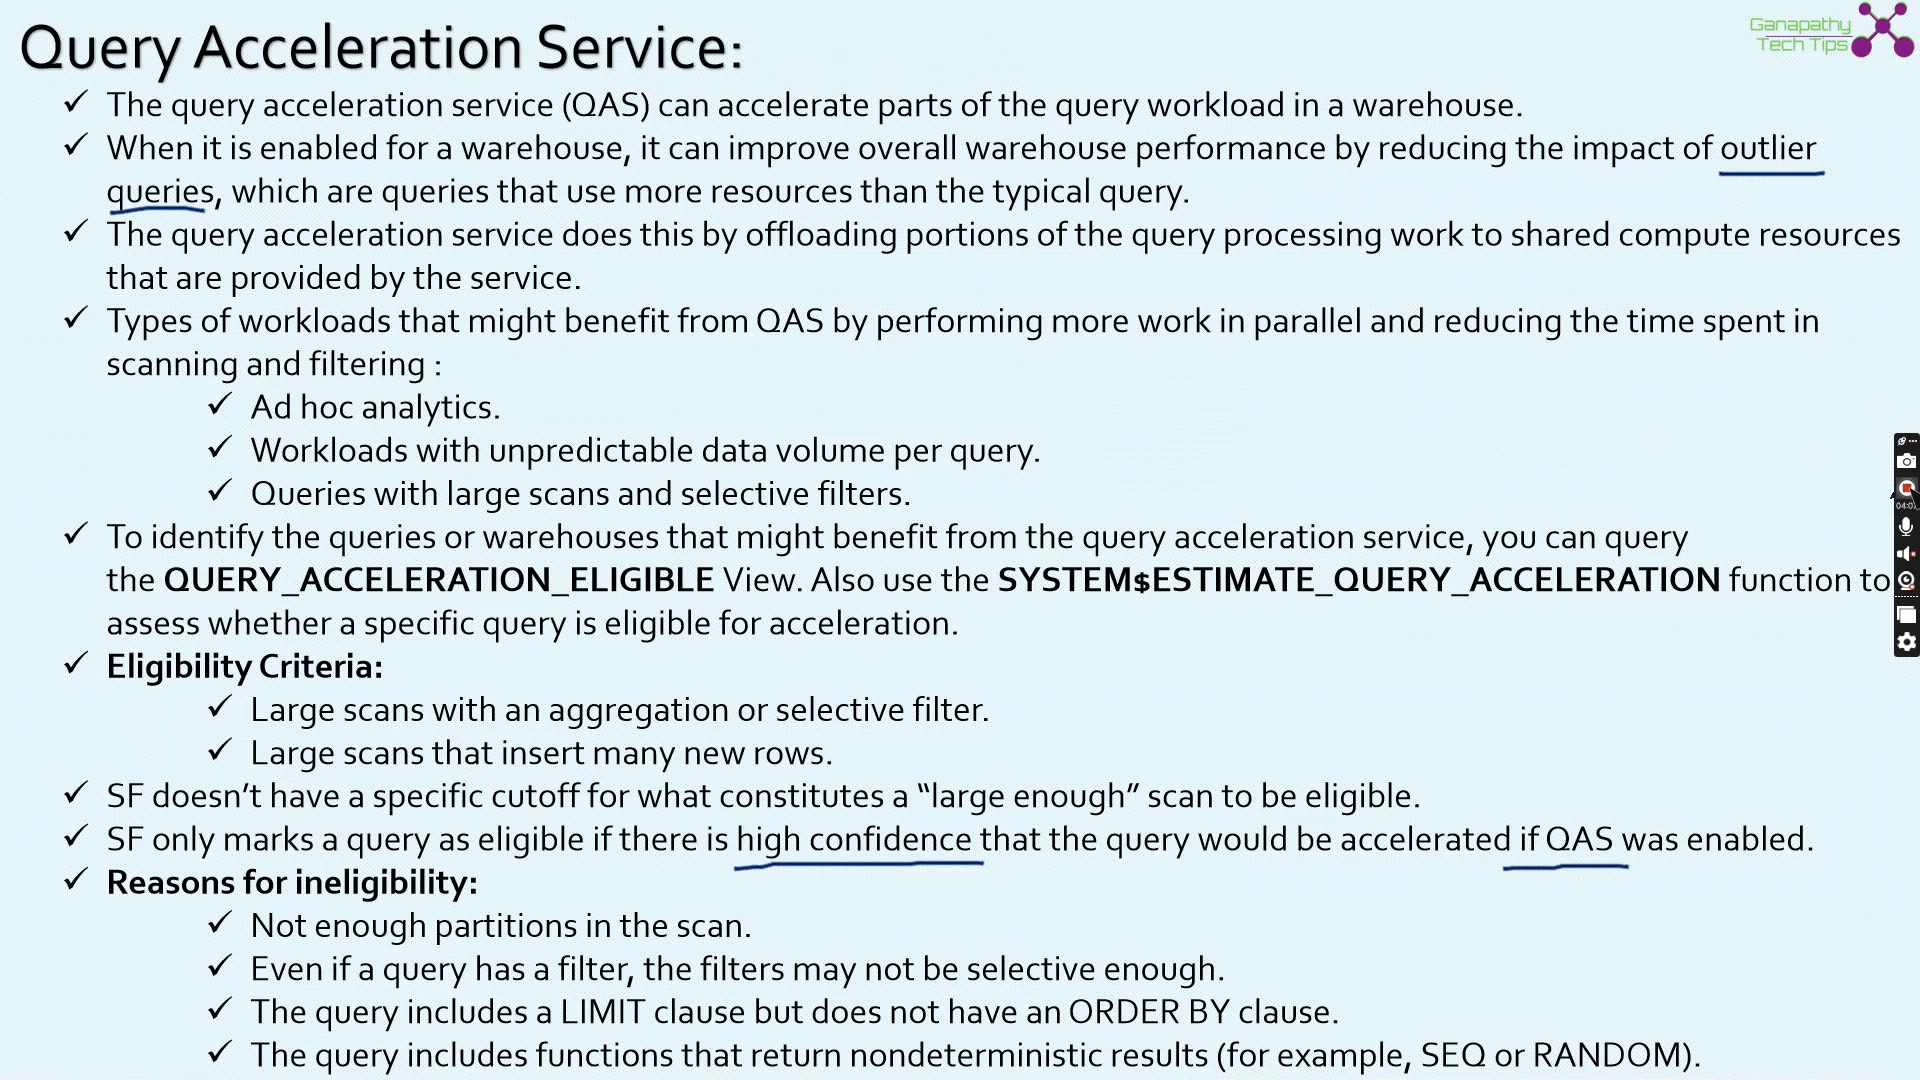 Query Acceleration Service:
Ganapathy
Tech Tips
✓ The query acceleration service (QAS) can accelerate parts of the query workload in a warehouse.
✓ When it is enabled for a warehouse, it can improve overall warehouse performance by reducing the impact of outlier
queries, which are queries that use more resources than the typical query.
✓ The query acceleration service does this by offloading portions of the query processing work to shared compute resources
that are provided by the service.
✓ Types of workloads that might benefit from QAS by performing more work in parallel and reducing the time spent in
scanning and filtering :
✓ Ad hoc analytics.
✓ Workloads with unpredictable data volume per query.
✓ Queries with large scans and selective filters.
✓ To identify the queries or warehouses that might benefit from the query acceleration service, you can query
the QUERY_ACCELERATION_ELIGIBLE View. Also use the SYSTEM$ESTIMATE_QUERY_ACCELERATION function to
assess whether a specific query is eligible for acceleration.
✓ Eligibility Criteria:
✓ Large scans with an aggregation or selective filter.
✓ Large scans that insert many new rows.
✓ SF doesn't have a specific cutoff for what constitutes a “large enough” scan to be eligible.
✓ SF only marks a query as eligible if there is high confidence that the query would be accelerated if QAS was enabled.
✓ Reasons for ineligibility:
✓ Not enough partitions in the scan.
✓ Even if a query has a filter, the filters may not be selective enough.
✓ The query includes a LIMIT clause but does not have an ORDER BY clause.
✓ The query includes functions that return nondeterministic results (for example, SEQ or RANDOM).